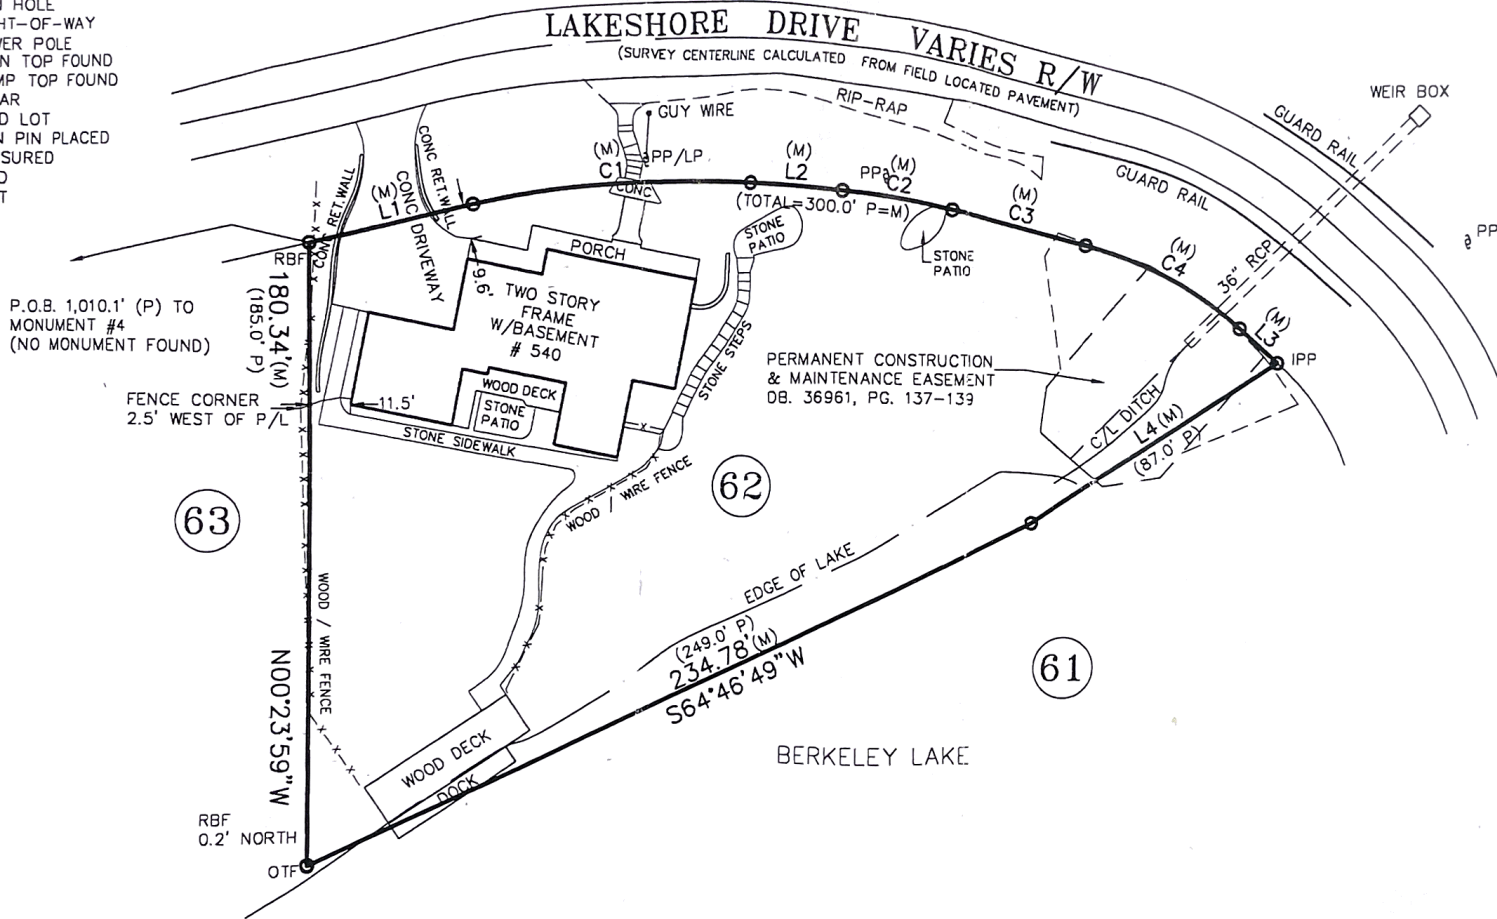 HOLE
HT-OF-WAY
ER POLE
N TOP FOUND
MP TOP FOUND
AR
D LOT
N PIN PLACED
SURED
D
T
LAKESHORE DRIVE VARIES R/W
(SURVEY CENTERLINE CALCULATED FROM FIELD LOCATED PAVEMENT)
WEIR BOX
GUARD RAIL
RIP-RAP
GUY WIRE
GUARD RAIL
PP/LP
CONC RET.WALL
CONC RET.WALL
(M)
L1
CONC DRIVEWAY
(M)
C1
CONC
(M)
L2
PP
(M)
C2
(TOTAL=300.0' P=M)
(M)
C3
(M)
C4
36" RCP
(M)
L3
IPP
PP
STONE
PATIO
STONE
PATIO
PORCH
9.6'
TWO STORY
FRAME
W/BASEMENT
# 540
WOOD DECK
STONE
PATIO
STONE SIDEWALK
STONE STEPS
RBF
180.34'(M)
(185.0' P)
P.O.B. 1,010.1' (P) TO
MONUMENT #4
(NO MONUMENT FOUND)
FENCE CORNER
2.5' WEST OF P/L
11.5'
PERMANENT CONSTRUCTION
& MAINTENANCE EASEMENT
DB. 36961, PG. 137-139
C/L DITCH
L4 (M)
(87.0' P)
WOOD / WIRE FENCE
62
63
EDGE OF LAKE
WOOD / WIRE FENCE
(249.0' P)
234.78'(M)
S64°46'49"W
61
N00°23'59"W
BERKELEY LAKE
WOOD DECK
DOCK
RBF
0.2' NORTH
OTF